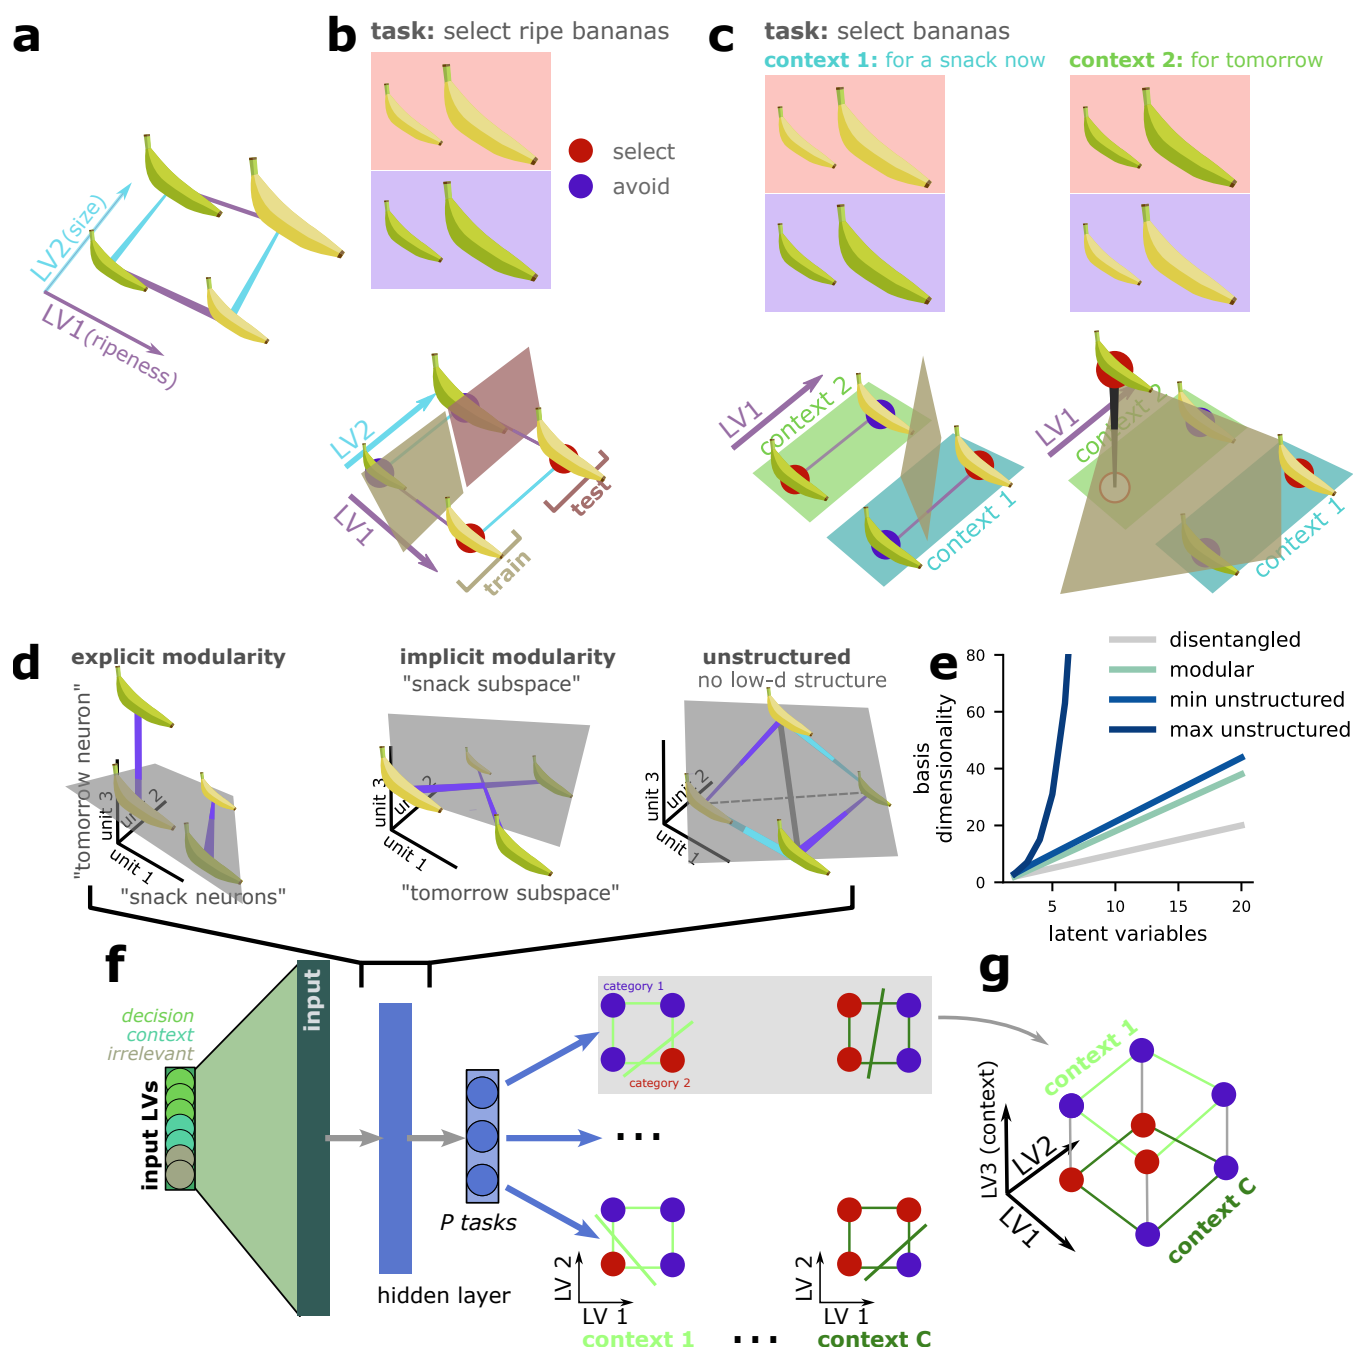 a
LV2(size)
LV1(ripeness)
b
task: select ripe bananas
select
avoid
LV2
LV1
train
test
c
task: select bananas
context 1: for a snack now
context 2: for tomorrow
LV1
context 2
context 1
LV1
context 2
context 1
d
explicit modularity
"tomorrow neuron"
unit 3
unit 1
"snack neurons"
implicit modularity
"snack subspace"
unit 3
unit 1
"tomorrow subspace"
unstructured
no low-d structure
unit 3
unit 1
e
disentangled
modular
min unstructured
max unstructured
basis
dimensionality
80
60
40
20
0
5
10
15
20
latent variables
f
decision
context
irrelevant
input LVs
input
hidden layer
P tasks
category 1
category 2
...
LV 2
LV 1
context 1
...
LV 2
LV 1
context C
g
context 1
LV3 (context)
LV2
LV1
context C